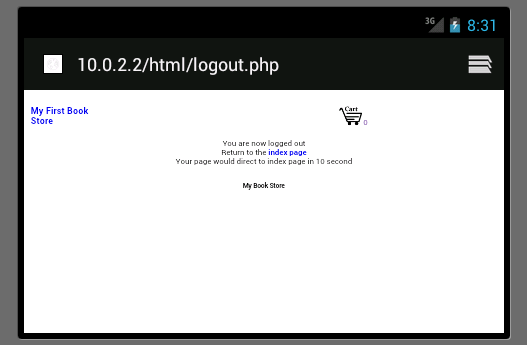 3G 8:31
10.0.2.2/html/logout.php
My First Book
Store
Cart
0
You are now logged out
Return to the index page
Your page would direct to index page in 10 second
My Book Store